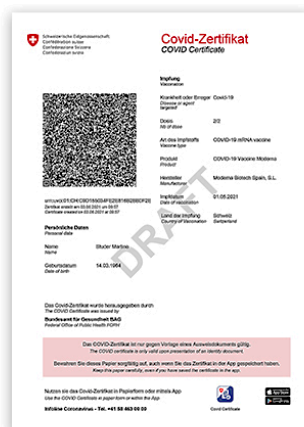 Schweizerische Eidgenossenschaft
Confédération suisse
Confederazione Svizzera
Confederaziun svizra
Covid-Zertifikat
COVID Certificate
Impfung
Vaccination
Krankheit oder Erreger Covid-19
Disease or agent
targeted
Dosis 2/2
Nb of dose
Art des Impfstoffs COVID-19 mRNA vaccine
Vaccine type
Produkt COVID-19 Vaccine Moderna
Product
Hersteller Moderna Biotech Spain, S.L.
Manufacturer
Impfdatum 01.05.2021
Date of vaccination
Land der Impfung Schweiz
Country of Vaccination Switzerland
DRAFT
Persönliche Daten
Personal data
Name Studer Martina
Name
Geburtsdatum 14.03.1964
Date of birth
Das Covid-Zertifikat wurde herausgegeben durch:
The COVID Certificate was issued by
Bundesamt für Gesundheit BAG
Federal Office of Public Health FOPH
Das COVID-Zertifikat ist nur gegen Vorlage eines Ausweisdokuments gültig.
The COVID certificate is only valid upon presentation of an identity document.
Bewahren Sie dieses Papier sorgfältig auf, auch wenn Sie das Zertifikat in der App gespeichert haben.
Keep this paper carefully, even if you have saved the certificate in the app.
Nutzen sie das Covid-Zertifikat in Papierform oder mittels App
Use the COVID Certificate in paper form or within the App
Infoline Coronavirus - Tel. +41 58 463 00 00
Covid Certificate